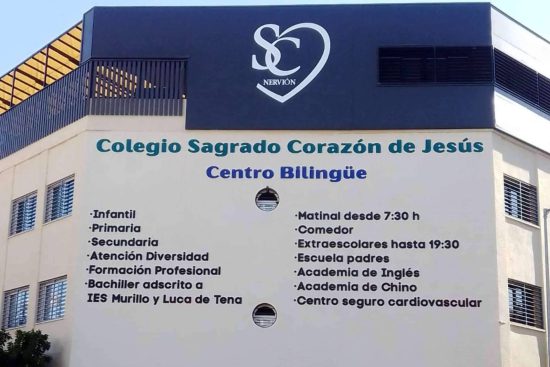 SC
NERVIÓN
Colegio Sagrado Corazón de Jesús
Centro Bilingüe
·Infantil
·Primaria
·Secundaria
·Atención Diversidad
·Formación Profesional
·Bachiller adscrito a
IES Murillo y Luca de Tena
·Matinal desde 7:30 h
·Comedor
·Extraescolares hasta 19:30
·Escuela padres
·Academia de Inglés
·Academia de Chino
·Centro seguro cardiovascular